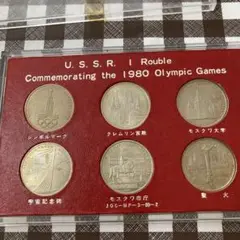 U.S.S.R. 1 Rouble
Commemorating the 1980 Olympic Games
シンボルマーク
クレムリン宮殿
モスクワ大学
宇宙記念碑
モスクワ市庁
聖火